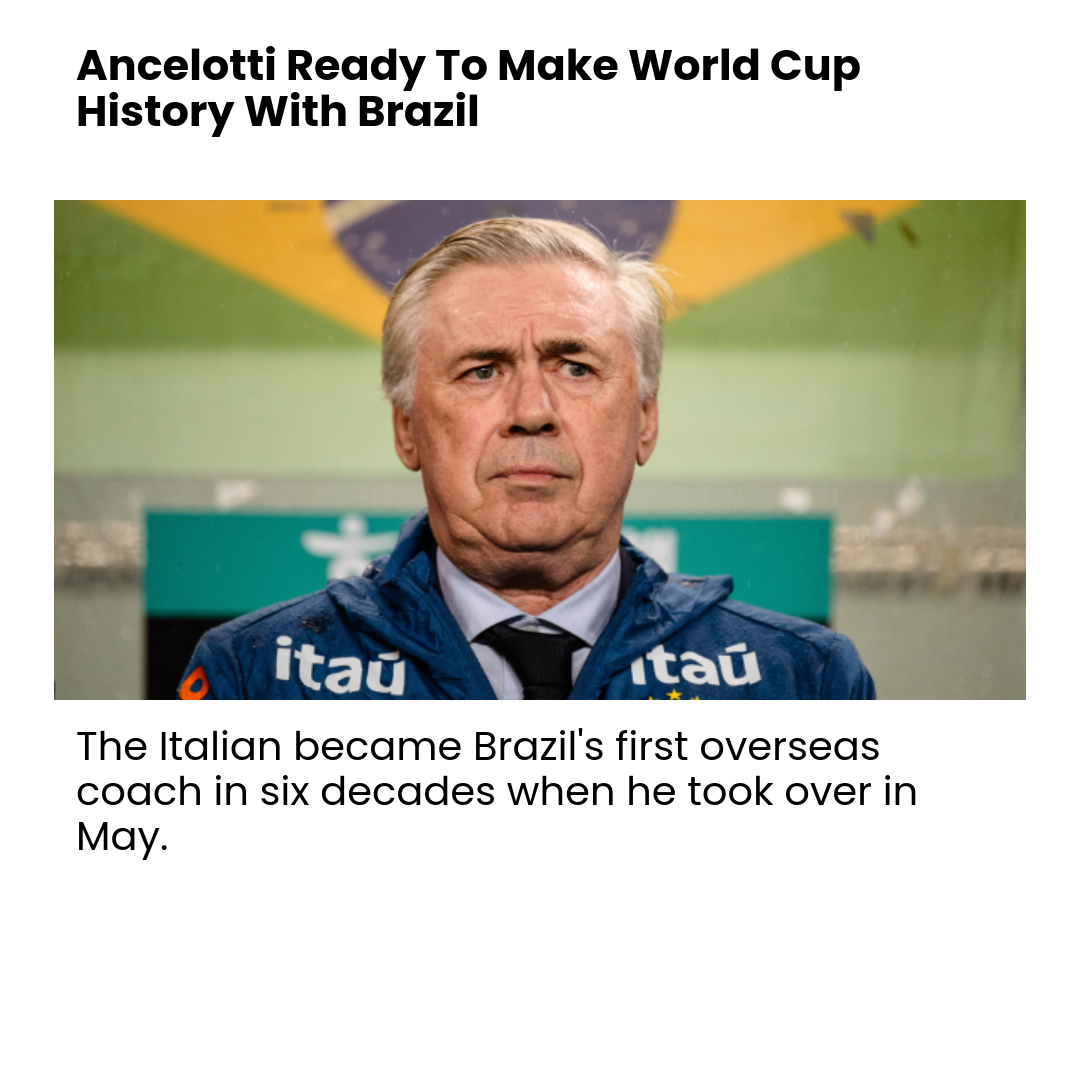 Ancelotti Ready To Make World Cup
History With Brazil
itaú
itaú
The Italian became Brazil's first overseas
coach in six decades when he took over in
May.